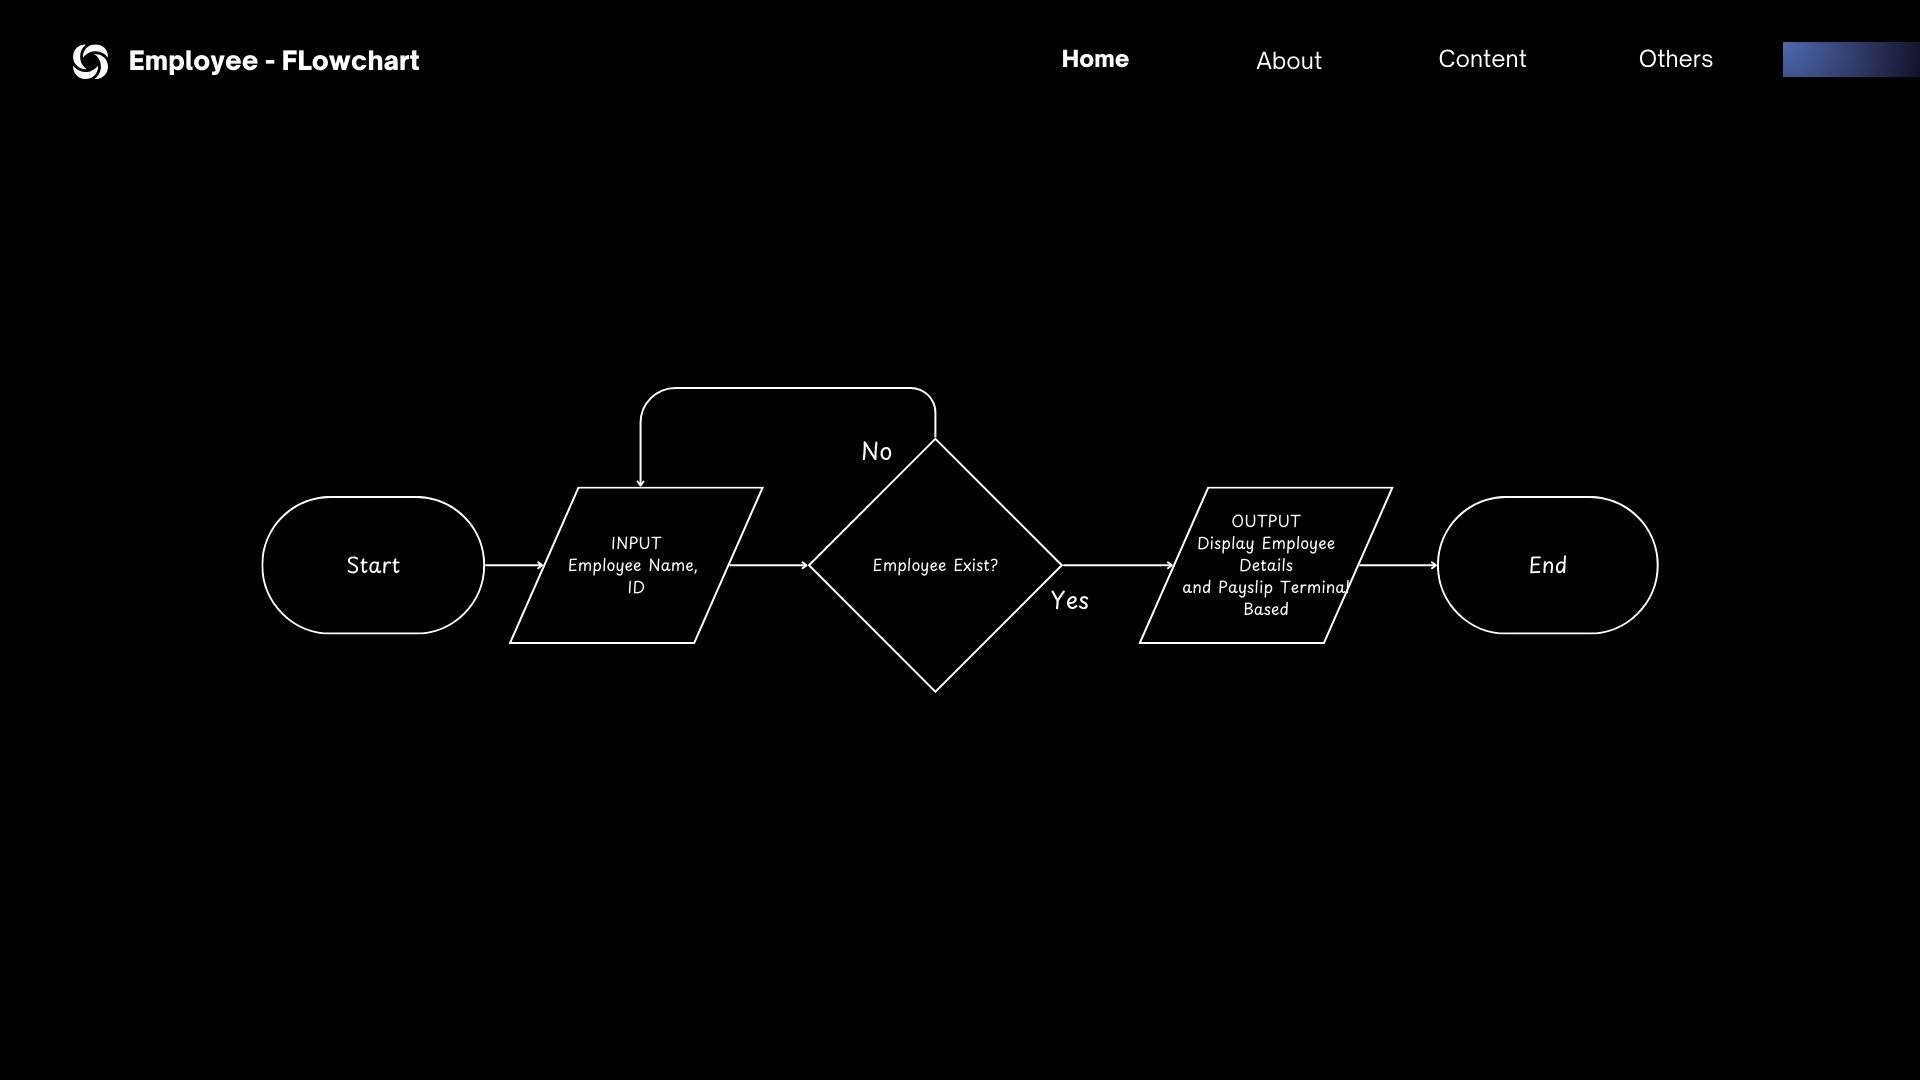 Employee - FLowchart
Home
About
Content
Others
No
Start
INPUT
Employee Name,
ID
Employee Exist?
Yes
OUTPUT
Display Employee
Details
and Payslip Terminal
Based
End